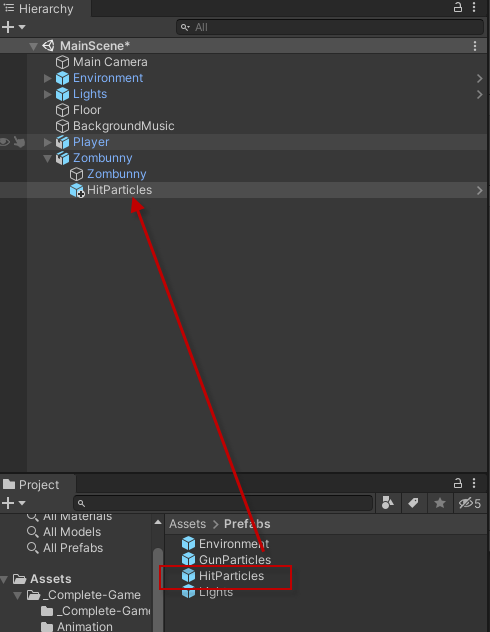 Hierarchy
All
MainScene*
Main Camera
Environment
Lights
Floor
BackgroundMusic
Player
Zombunny
Zombunny
HitParticles
Project
5
All Materials
All Models
All Prefabs
Assets
_Complete-Game
_Complete-Gam
Animation
Assets > Prefabs
Environment
GunParticles
HitParticles
Lights